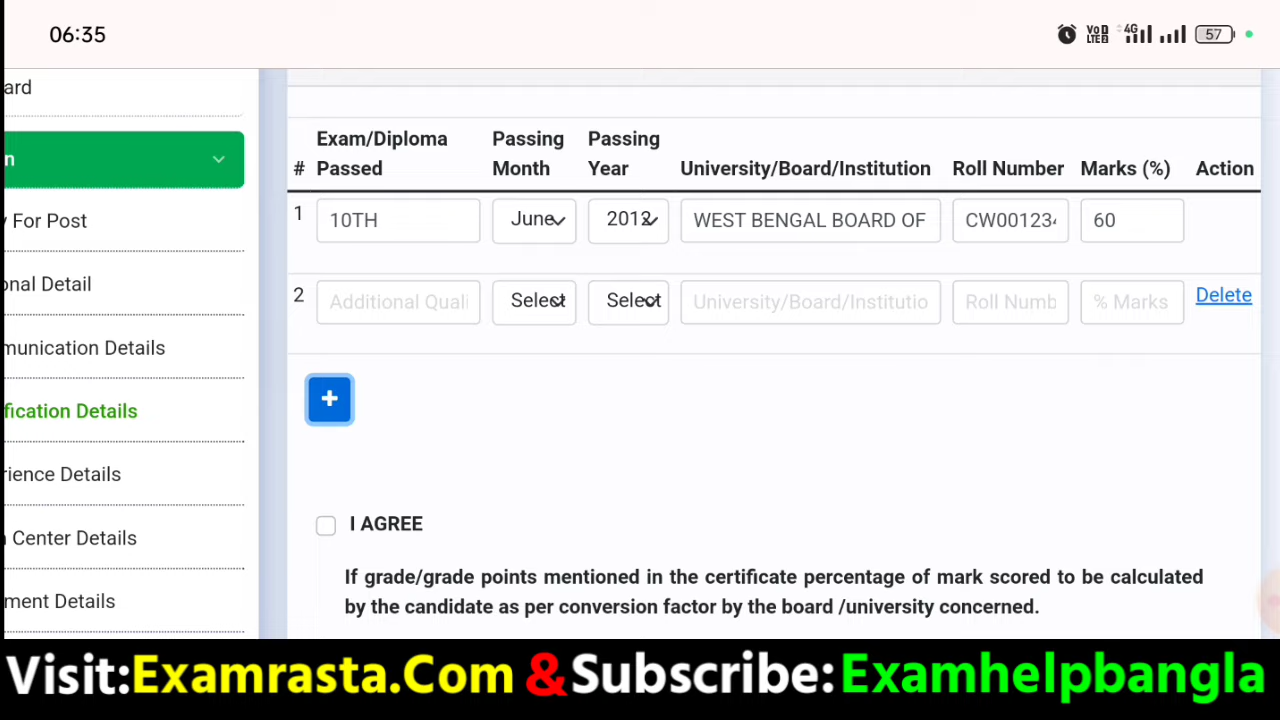 06:35
VoD LTE2 4G 57
ard
n
y For Post
onal Detail
munication Details
fication Details
rience Details
Center Details
ment Details
# Exam/Diploma Passed Passing Month Passing Year University/Board/Institution Roll Number Marks (%) Action
1 10TH June 2012 WEST BENGAL BOARD OF CW00123 60
2 Additional Quali Select Select University/Board/Institutio Roll Numb % Marks Delete
+
I AGREE
If grade/grade points mentioned in the certificate percentage of mark scored to be calculated
by the candidate as per conversion factor by the board /university concerned.
Visit:Examrasta.Com & Subscribe: Examhelpbangla